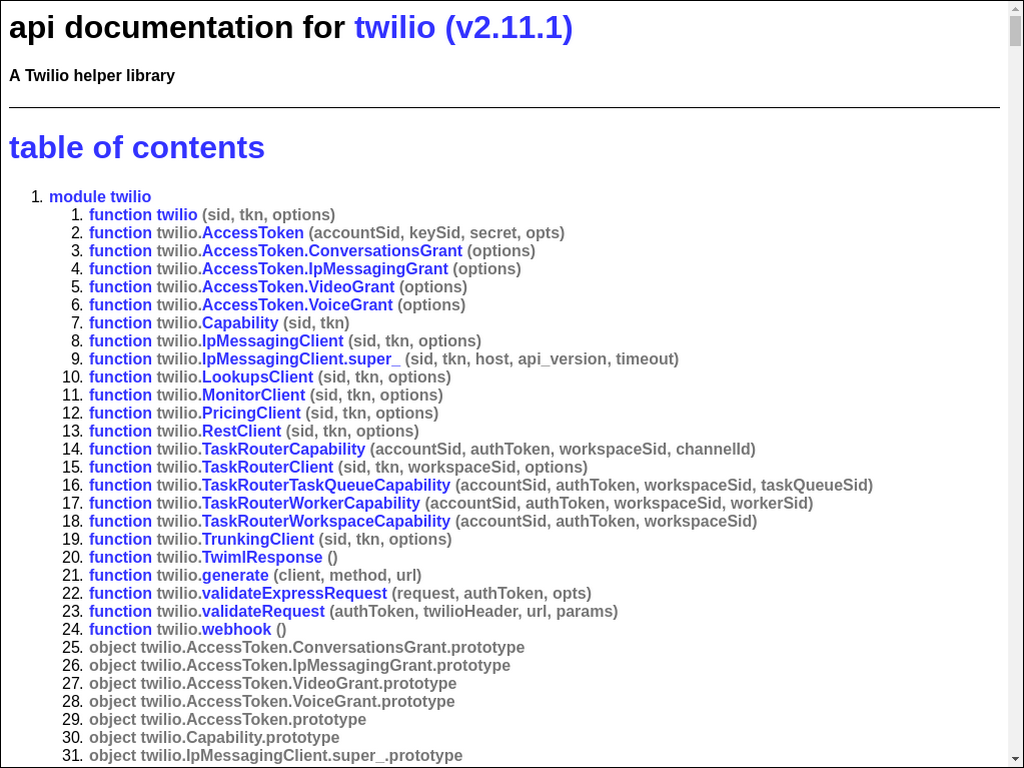 api documentation for twilio (v2.11.1)
A Twilio helper library
table of contents
1. module twilio
1. function twilio (sid, tkn, options)
2. function twilio.AccessToken (accountSid, keySid, secret, opts)
3. function twilio.AccessToken.ConversationsGrant (options)
4. function twilio.AccessToken.IpMessagingGrant (options)
5. function twilio.AccessToken.VideoGrant (options)
6. function twilio.AccessToken.VoiceGrant (options)
7. function twilio.Capability (sid, tkn)
8. function twilio.IpMessagingClient (sid, tkn, options)
9. function twilio.IpMessagingClient.super_ (sid, tkn, host, api_version, timeout)
10. function twilio.LookupsClient (sid, tkn, options)
11. function twilio.MonitorClient (sid, tkn, options)
12. function twilio.PricingClient (sid, tkn, options)
13. function twilio.RestClient (sid, tkn, options)
14. function twilio.TaskRouterCapability (accountSid, authToken, workspaceSid, channelId)
15. function twilio.TaskRouterClient (sid, tkn, workspaceSid, options)
16. function twilio.TaskRouterTaskQueueCapability (accountSid, authToken, workspaceSid, taskQueueSid)
17. function twilio.TaskRouterWorkerCapability (accountSid, authToken, workspaceSid, workerSid)
18. function twilio.TaskRouterWorkspaceCapability (accountSid, authToken, workspaceSid)
19. function twilio.TrunkingClient (sid, tkn, options)
20. function twilio.TwimlResponse ()
21. function twilio.generate (client, method, url)
22. function twilio.validateExpressRequest (request, authToken, opts)
23. function twilio.validateRequest (authToken, twilioHeader, url, params)
24. function twilio.webhook ()
25. object twilio.AccessToken.ConversationsGrant.prototype
26. object twilio.AccessToken.IpMessagingGrant.prototype
27. object twilio.AccessToken.VideoGrant.prototype
28. object twilio.AccessToken.VoiceGrant.prototype
29. object twilio.AccessToken.prototype
30. object twilio.Capability.prototype
31. object twilio.IpMessagingClient.super_.prototype